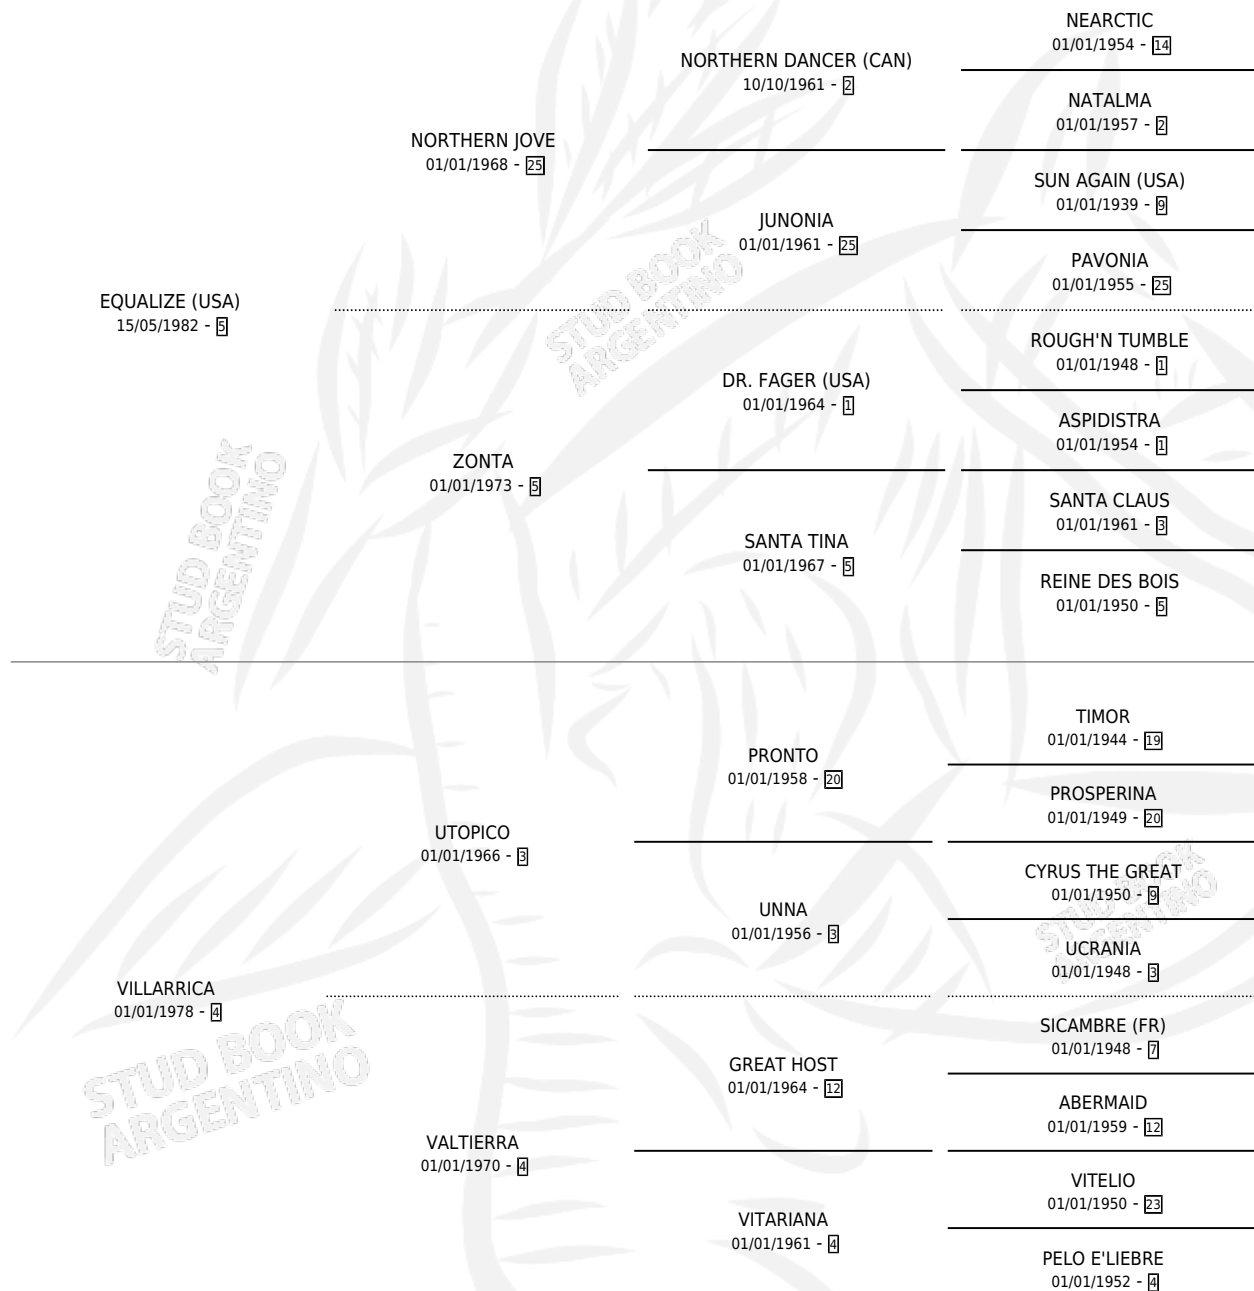 NEARCTIC
01/01/1954 - 14
NORTHERN DANCER (CAN)
10/10/1961 - 2
NATALMA
01/01/1957 - 2
NORTHERN JOVE
01/01/1968 - 25
SUN AGAIN (USA)
01/01/1939 - 9
JUNONIA
01/01/1961 - 25
PAVONIA
01/01/1955 - 25
EQUALIZE (USA)
15/05/1982 - 5
ROUGH'N TUMBLE
01/01/1948 - 1
DR. FAGER (USA)
01/01/1964 - 1
ASPIDISTRA
01/01/1954 - 1
ZONTA
01/01/1973 - 5
SANTA CLAUS
01/01/1961 - 3
SANTA TINA
01/01/1967 - 5
REINE DES BOIS
01/01/1950 - 5
TIMOR
01/01/1944 - 19
PRONTO
01/01/1958 - 20
PROSPERINA
01/01/1949 - 20
UTOPICO
01/01/1966 - 3
CYRUS THE GREAT
01/01/1950 - 9
UNNA
01/01/1956 - 3
UCRANIA
01/01/1948 - 3
VILLARRICA
01/01/1978 - 4
SICAMBRE (FR)
01/01/1948 - 7
GREAT HOST
01/01/1964 - 12
ABERMAID
01/01/1959 - 12
VALTIERRA
01/01/1970 - 4
VITELIO
01/01/1950 - 23
VITARIANA
01/01/1961 - 4
PELO E'LIEBRE
01/01/1952 - 4
STUD BOOK
ARGENTINO
STUD BOOK
ARGENTINO
STUD BOOK
ARGENTINO
STUD BOOK
ARGENTINO